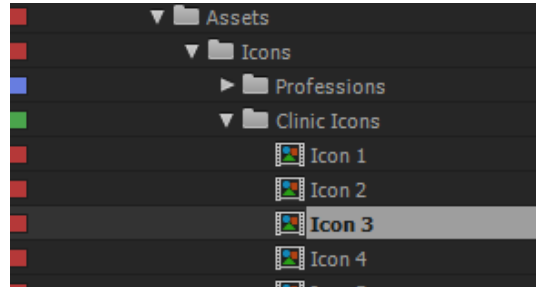 Assets
Icons
Professions
Clinic Icons
Icon 1
Icon 2
Icon 3
Icon 4